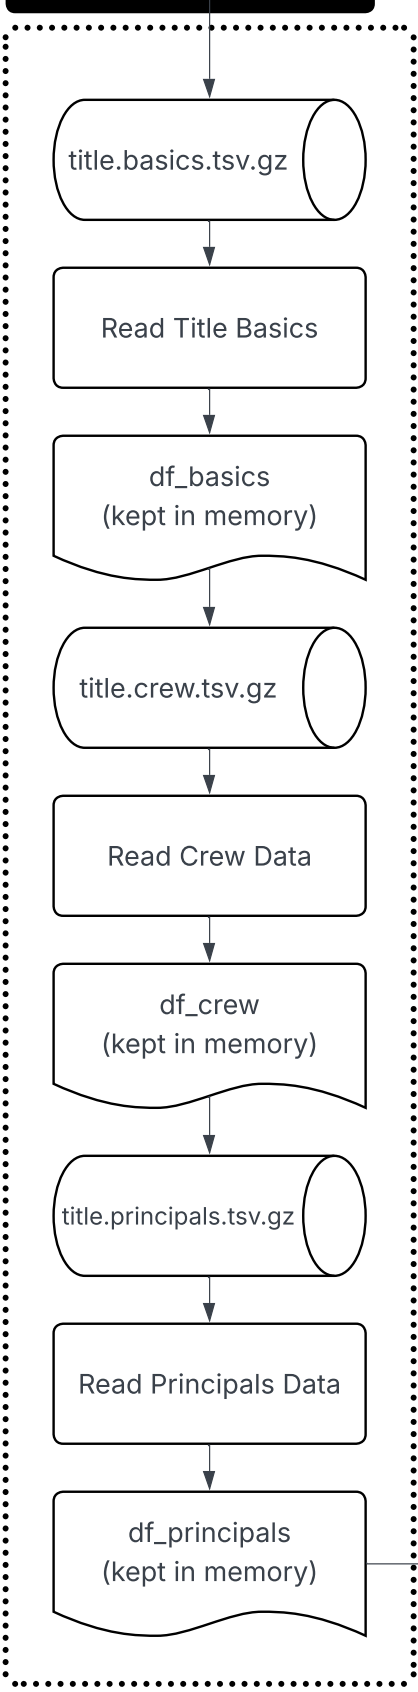 title.basics.tsv.gz
Read Title Basics
df_basics
(kept in memory)
title.crew.tsv.gz
Read Crew Data
df_crew
(kept in memory)
title.principals.tsv.gz
Read Principals Data
df_principals
(kept in memory)